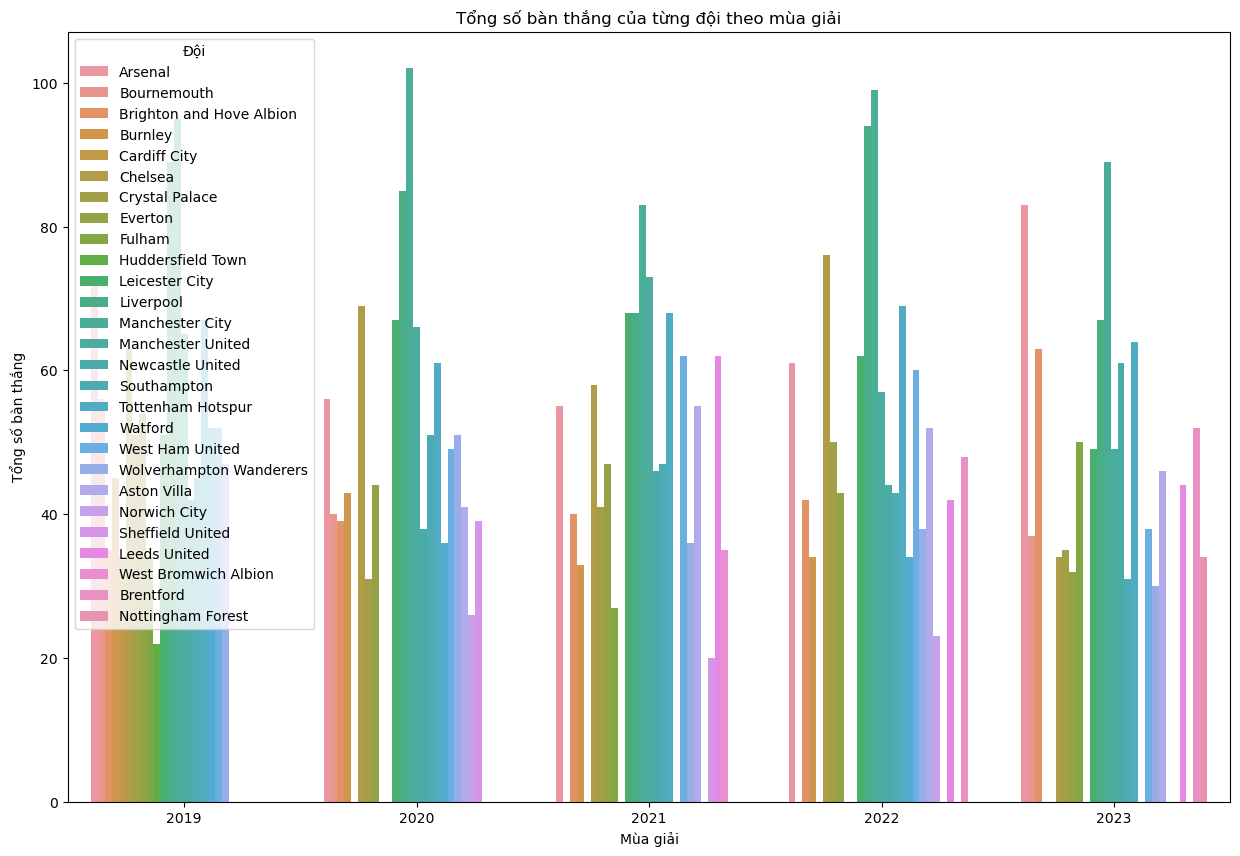 Tổng số bàn thắng của từng đội theo mùa giải
Đội
Arsenal
Bournemouth
Brighton and Hove Albion
Burnley
Cardiff City
Chelsea
Crystal Palace
Everton
Fulham
Huddersfield Town
Leicester City
Liverpool
Manchester City
Manchester United
Newcastle United
Southampton
Tottenham Hotspur
Watford
West Ham United
Wolverhampton Wanderers
Aston Villa
Norwich City
Sheffield United
Leeds United
West Bromwich Albion
Brentford
Nottingham Forest
Tổng số bàn thắng
100
80
60
40
20
0
2019
2020
2021
2022
2023
Mùa giải